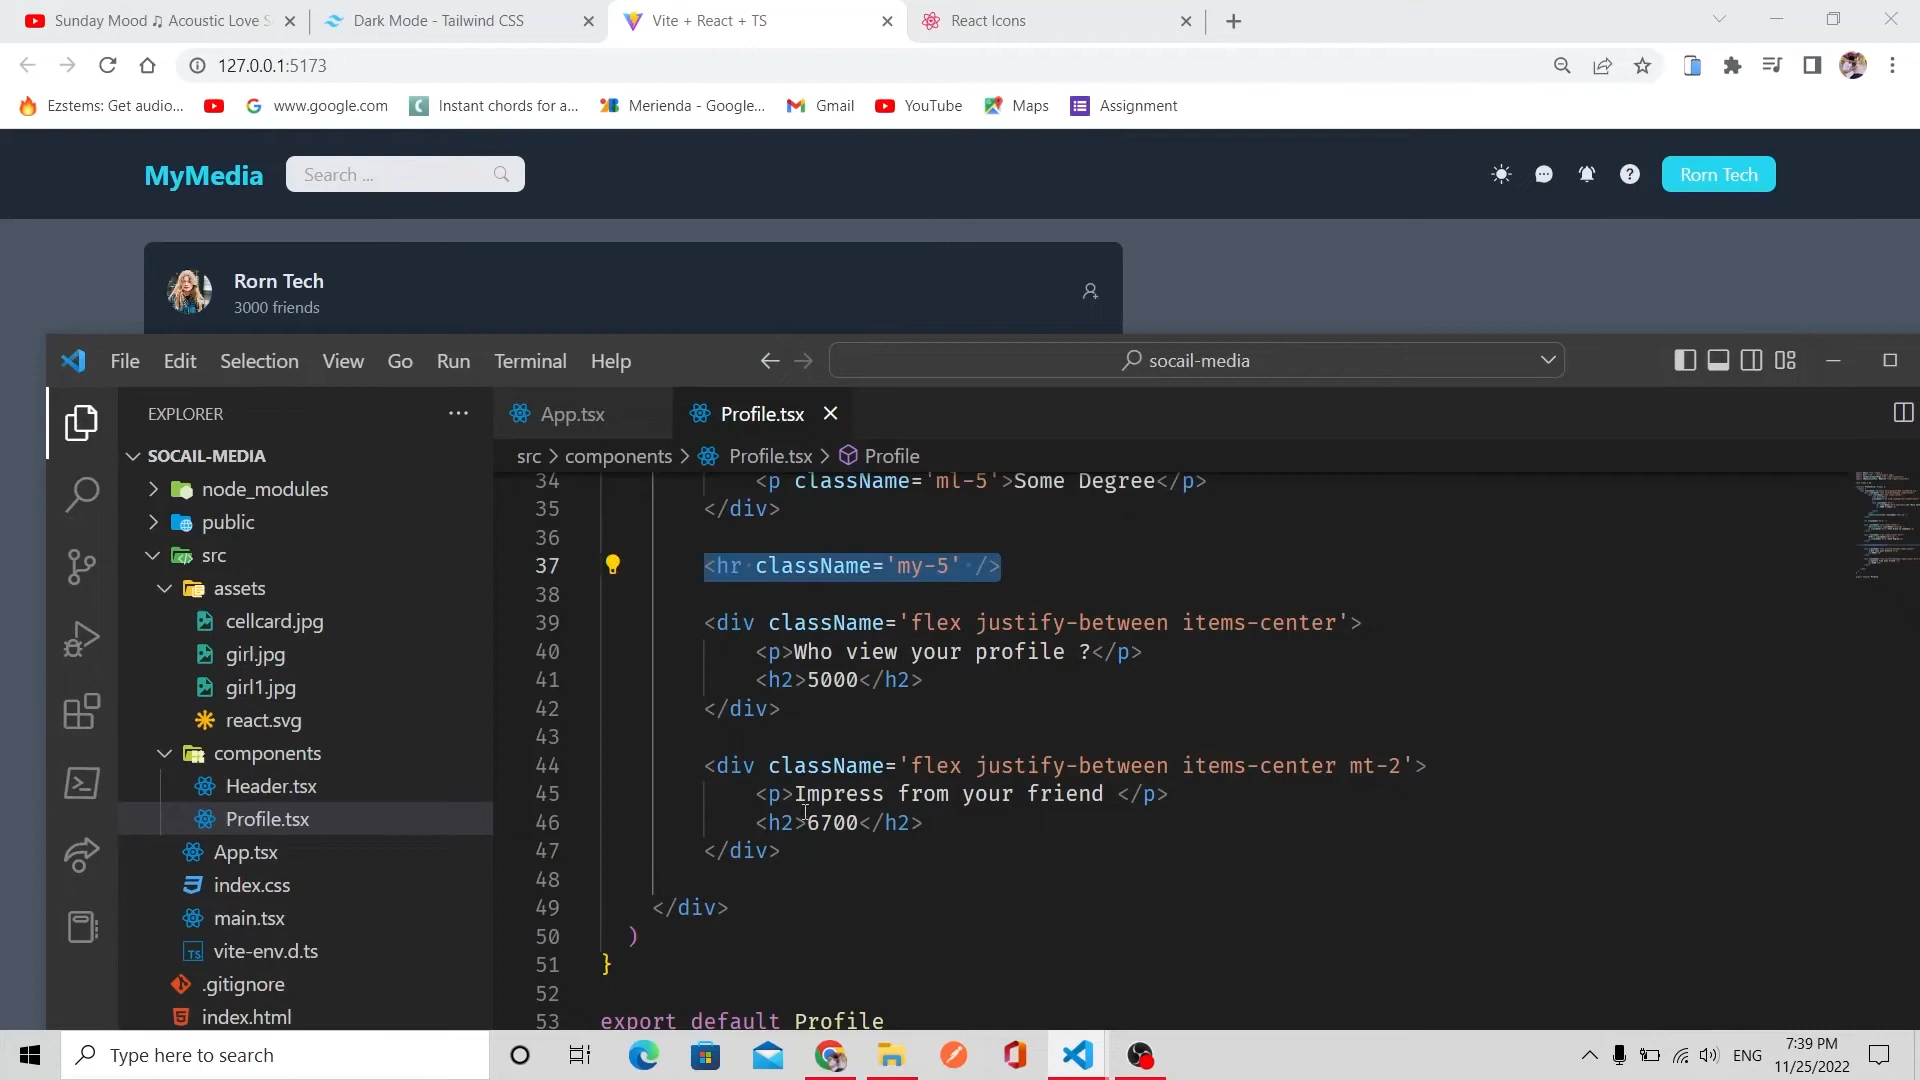 Sunday Mood ♫ Acoustic Love S
Dark Mode - Tailwind CSS
Vite + React + TS
React Icons
127.0.0.1:5173
Ezstems: Get audio...
www.google.com
Instant chords for a...
Merienda - Google...
Gmail
YouTube
Maps
Assignment
MyMedia
Search ...
Rorn Tech
Rorn Tech
3000 friends
File Edit Selection View Go Run Terminal Help
socail-media
EXPLORER
App.tsx
Profile.tsx
src > components > Profile.tsx > Profile
SOCAIL-MEDIA
node_modules
public
src
assets
cellcard.jpg
girl.jpg
girl1.jpg
react.svg
components
Header.tsx
Profile.tsx
App.tsx
index.css
main.tsx
vite-env.d.ts
.gitignore
index.html
34 <p className='ml-5'>Some Degree</p>
35 </div>
36
37 <hr className='my-5' />
38
39 <div className='flex justify-between items-center'>
40 <p>Who view your profile ?</p>
41 <h2>5000</h2>
42 </div>
43
44 <div className='flex justify-between items-center mt-2'>
45 <p>Impress from your friend </p>
46 <h2>6700</h2>
47 </div>
48
49 </div>
50 )
51 }
52
53 export default Profile
Type here to search
ENG
7:39 PM
11/25/2022